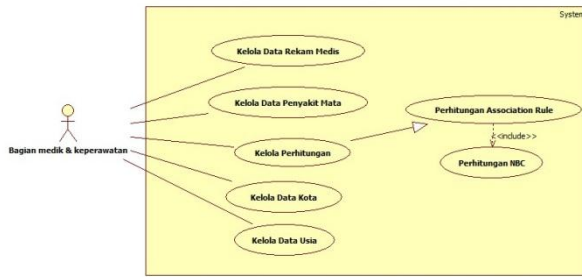 System
Kelola Data Rekam Medis
Kelola Data Penyakit Mata
Perhitungan Association Rule
<<include>>
Bagian medik & keperawatan
Kelola Perhitungan
Perhitungan NBC
Kelola Data Kota
Kelola Data Usia